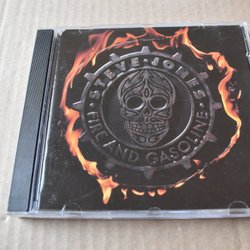 STEVE · JONES
FIRE AND GASOLINE